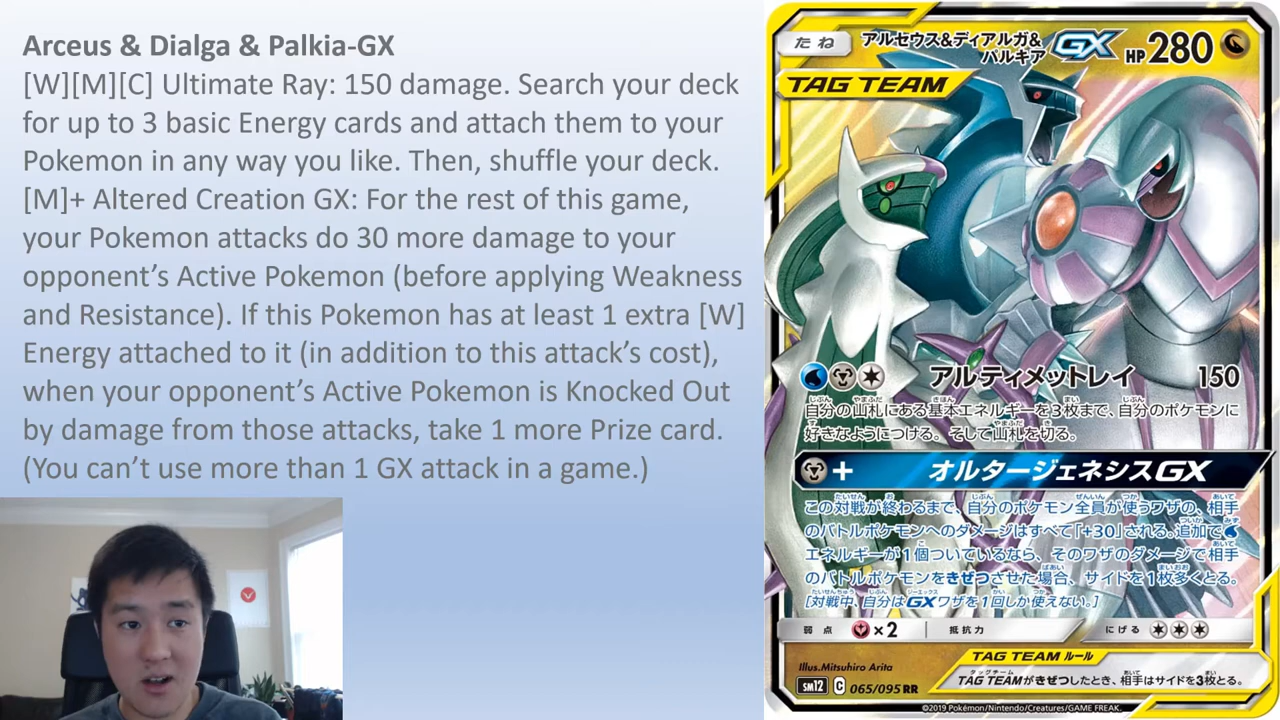 Arceus & Dialga & Palkia-GX
[W][M][C] Ultimate Ray: 150 damage. Search your deck
for up to 3 basic Energy cards and attach them to your
Pokemon in any way you like. Then, shuffle your deck.
[M]+ Altered Creation GX: For the rest of this game,
your Pokemon attacks do 30 more damage to your
opponent’s Active Pokemon (before applying Weakness
and Resistance). If this Pokemon has at least 1 extra [W]
Energy attached to it (in addition to this attack’s cost),
when your opponent’s Active Pokemon is Knocked Out
by damage from those attacks, take 1 more Prize card.
(You can’t use more than 1 GX attack in a game.)
たね アルセウス&ディアルガ&
パルキア GX HP 280
TAG TEAM
アルティメットレイ 150
自分の山札にある基本エネルギーを3枚まで、自分のポケモンに
好きなようにつける。そして山札を切る。
+ オルタージェネシスGX
この対戦が終わるまで、自分のポケモン全員が使うワザの、相手
のバトルポケモンへのダメージはすべて「+30」される。追加で
エネルギーが1個ついているなら、そのワザのダメージで相手
のバトルポケモンをきぜつさせた場合、サイドを1枚多くとる。
[対戦中、自分はGXワザを1回しか使えない。]
弱点 ×2 抵抗力 にげる
Illus.Mitsuhiro Arita
TAG TEAM ルール
TAG TEAMがきぜつしたとき、相手はサイドを3枚とる。
sm12 C 065/095 RR
©2019 Pokémon/Nintendo/Creatures/GAME FREAK.